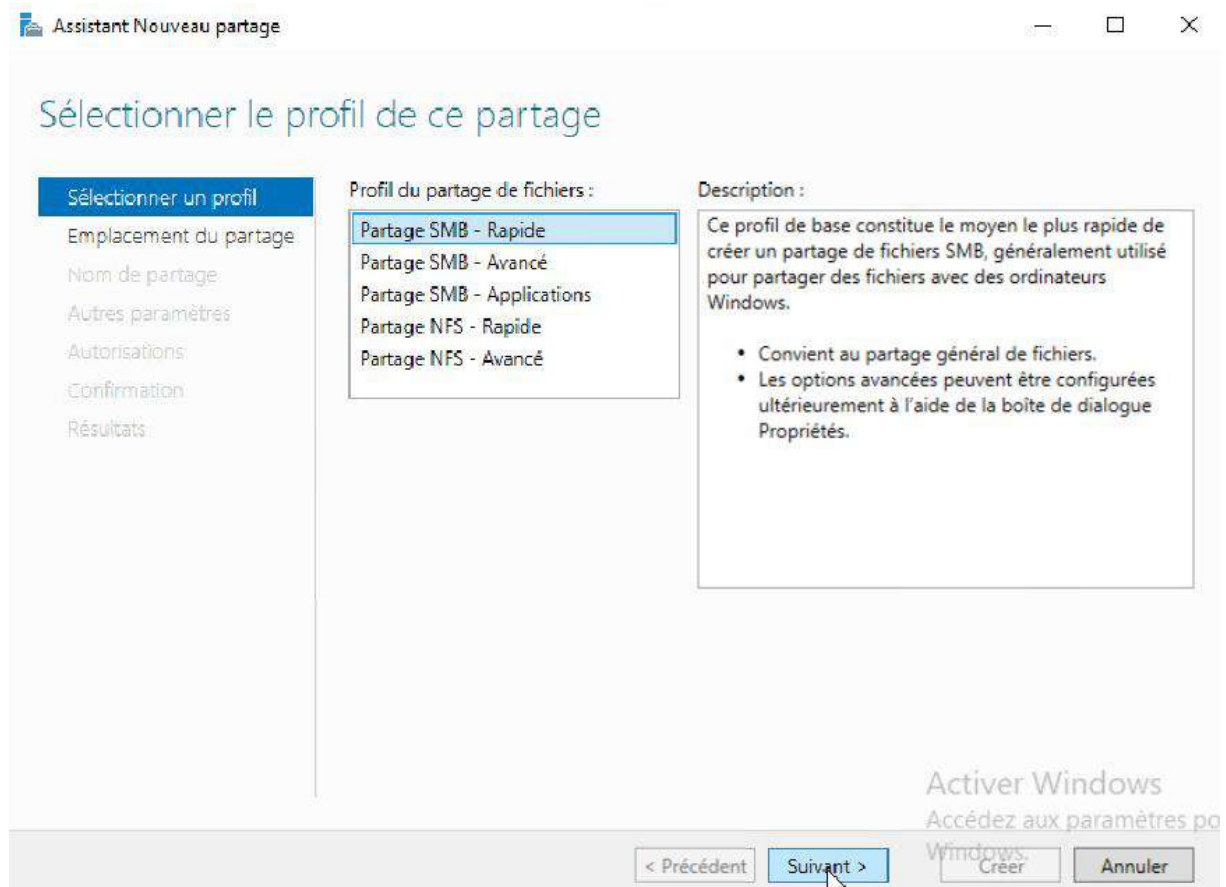 Assistant Nouveau partage
Sélectionner le profil de ce partage
Sélectionner un profil
Emplacement du partage
Nom de partage
Autres paramètres
Autorisations
Confirmation
Résultats
Profil du partage de fichiers :
Partage SMB - Rapide
Partage SMB - Avancé
Partage SMB - Applications
Partage NFS - Rapide
Partage NFS - Avancé
Description :
Ce profil de base constitue le moyen le plus rapide de
créer un partage de fichiers SMB, généralement utilisé
pour partager des fichiers avec des ordinateurs
Windows.
• Convient au partage général de fichiers.
• Les options avancées peuvent être configurées
ultérieurement à l'aide de la boîte de dialogue
Propriétés.
Activer Windows
Accédez aux paramètres po
Windows.
< Précédent
Suivant >
Créer
Annuler